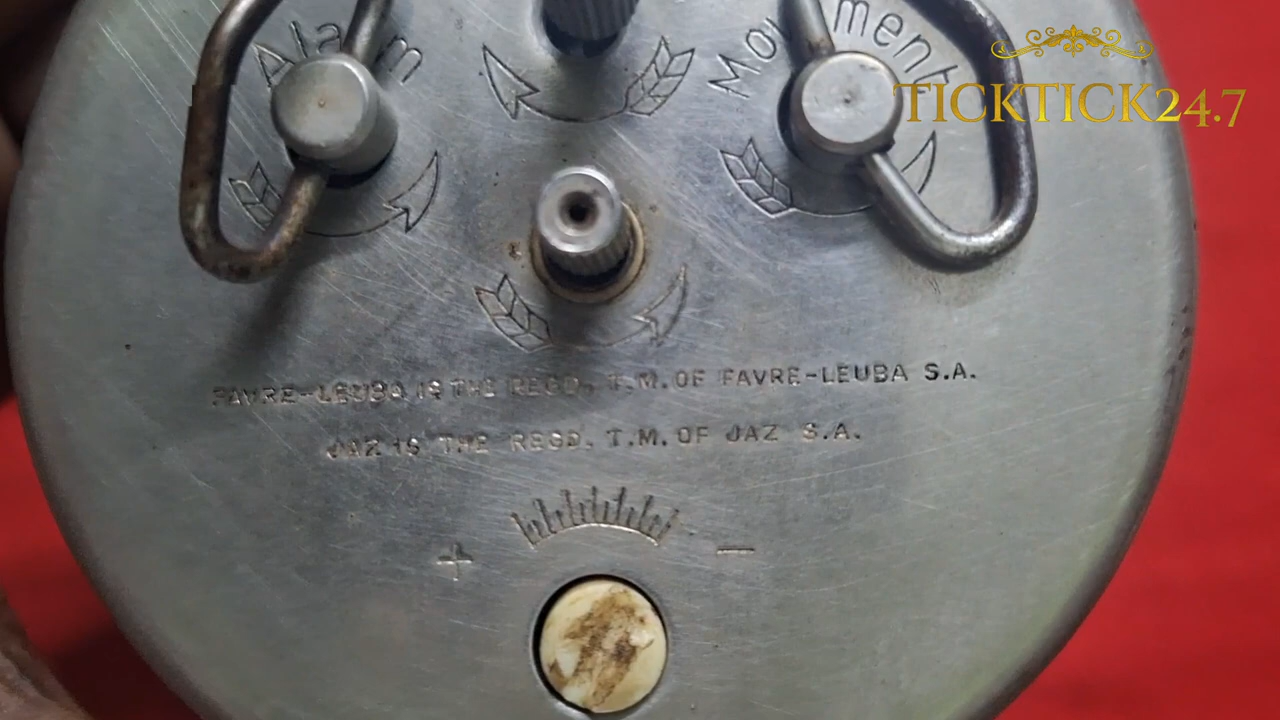 Alarm
Movement
TICKTICK24.7
FAVRE-LEUBA IS THE REGD. T.M. OF FAVRE-LEUBA S.A.
JAZ IS THE REGD. T.M. OF JAZ S.A.
+ —